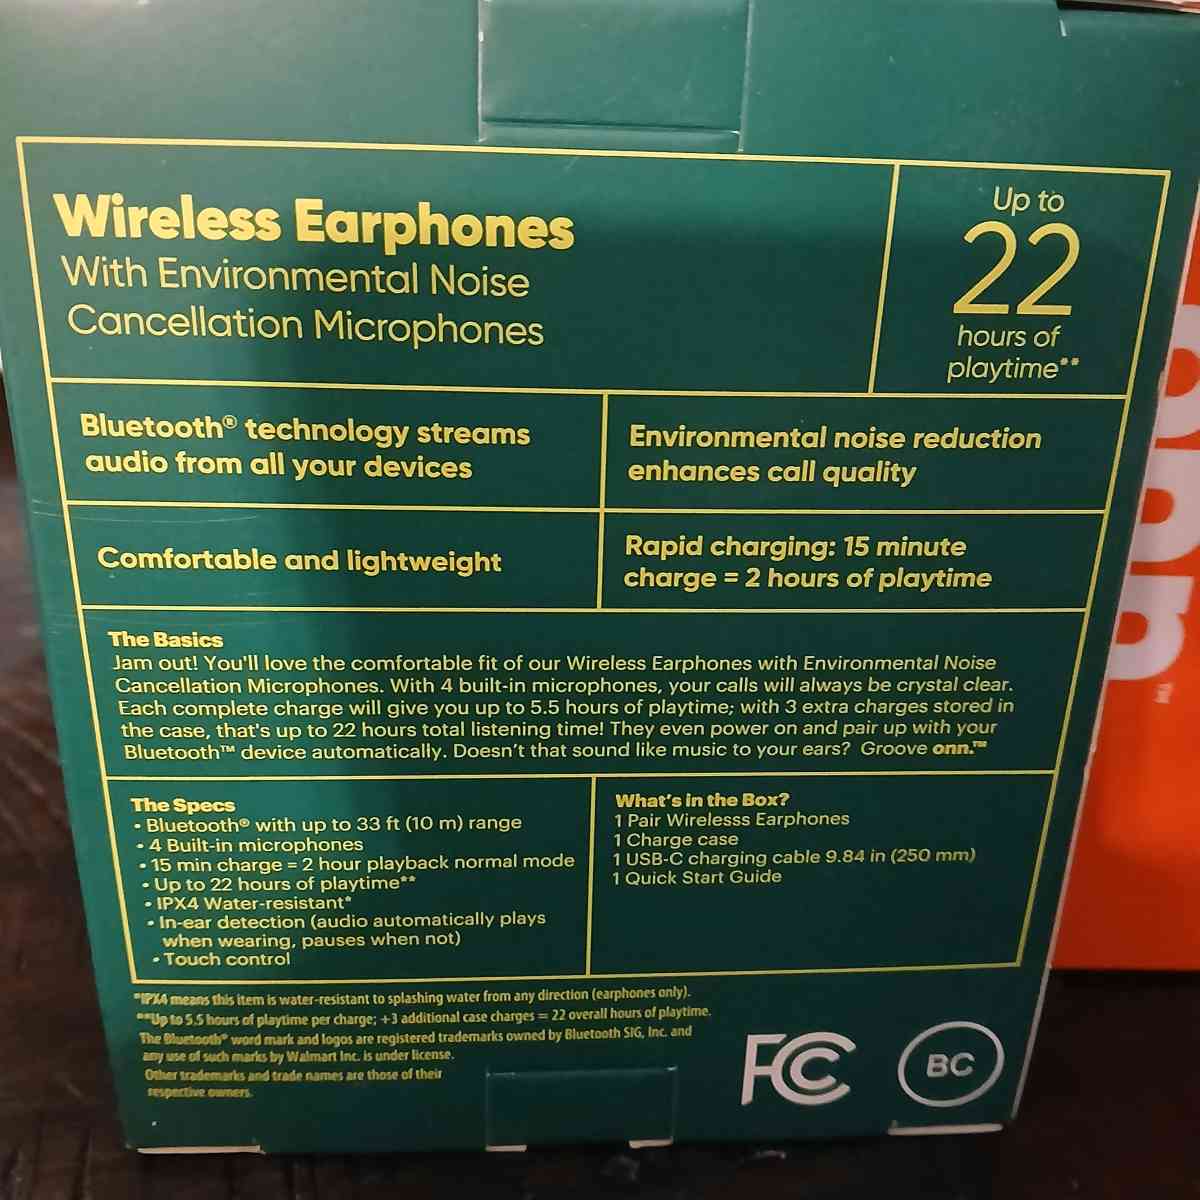 Wireless Earphones
With Environmental Noise
Cancellation Microphones
Up to
22
hours of
playtime**
Bluetooth® technology streams
audio from all your devices
Environmental noise reduction
enhances call quality
Comfortable and lightweight
Rapid charging: 15 minute
charge = 2 hours of playtime
The Basics
Jam out! You'll love the comfortable fit of our Wireless Earphones with Environmental Noise
Cancellation Microphones. With 4 built-in microphones, your calls will always be crystal clear.
Each complete charge will give you up to 5.5 hours of playtime; with 3 extra charges stored in
the case, that's up to 22 hours total listening time! They even power on and pair up with your
Bluetooth™ device automatically. Doesn't that sound like music to your ears? Groove onn.™
The Specs
• Bluetooth® with up to 33 ft (10 m) range
• 4 Built-in microphones
• 15 min charge = 2 hour playback normal mode
• Up to 22 hours of playtime**
• IPX4 Water-resistant*
• In-ear detection (audio automatically plays
when wearing, pauses when not)
• Touch control
What's in the Box?
1 Pair Wirelesss Earphones
1 Charge case
1 USB-C charging cable 9.84 in (250 mm)
1 Quick Start Guide
*IPX4 means this item is water-resistant to splashing water from any direction (earphones only).
**Up to 5.5 hours of playtime per charge; +3 additional case charges = 22 overall hours of playtime.
The Bluetooth® word mark and logos are registered trademarks owned by Bluetooth SIG, Inc. and
any use of such marks by Walmart Inc. is under license.
Other trademarks and trade names are those of their
respective owners.
FC
BC
onn.